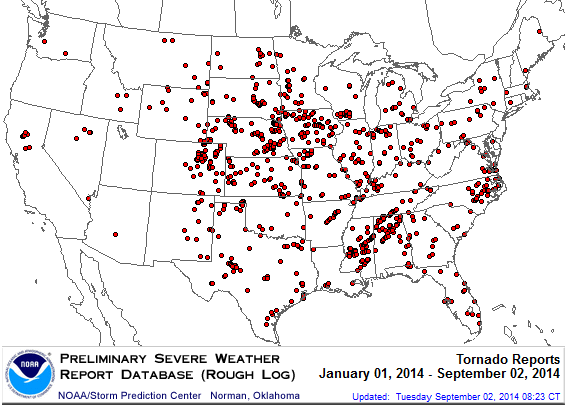 PRELIMINARY SEVERE WEATHER
REPORT DATABASE (ROUGH LOG)
NOAA/Storm Prediction Center Norman, Oklahoma
Tornado Reports
January 01, 2014 - September 02, 2014
Updated: Tuesday September 02, 2014 08:23 CT
NOAA